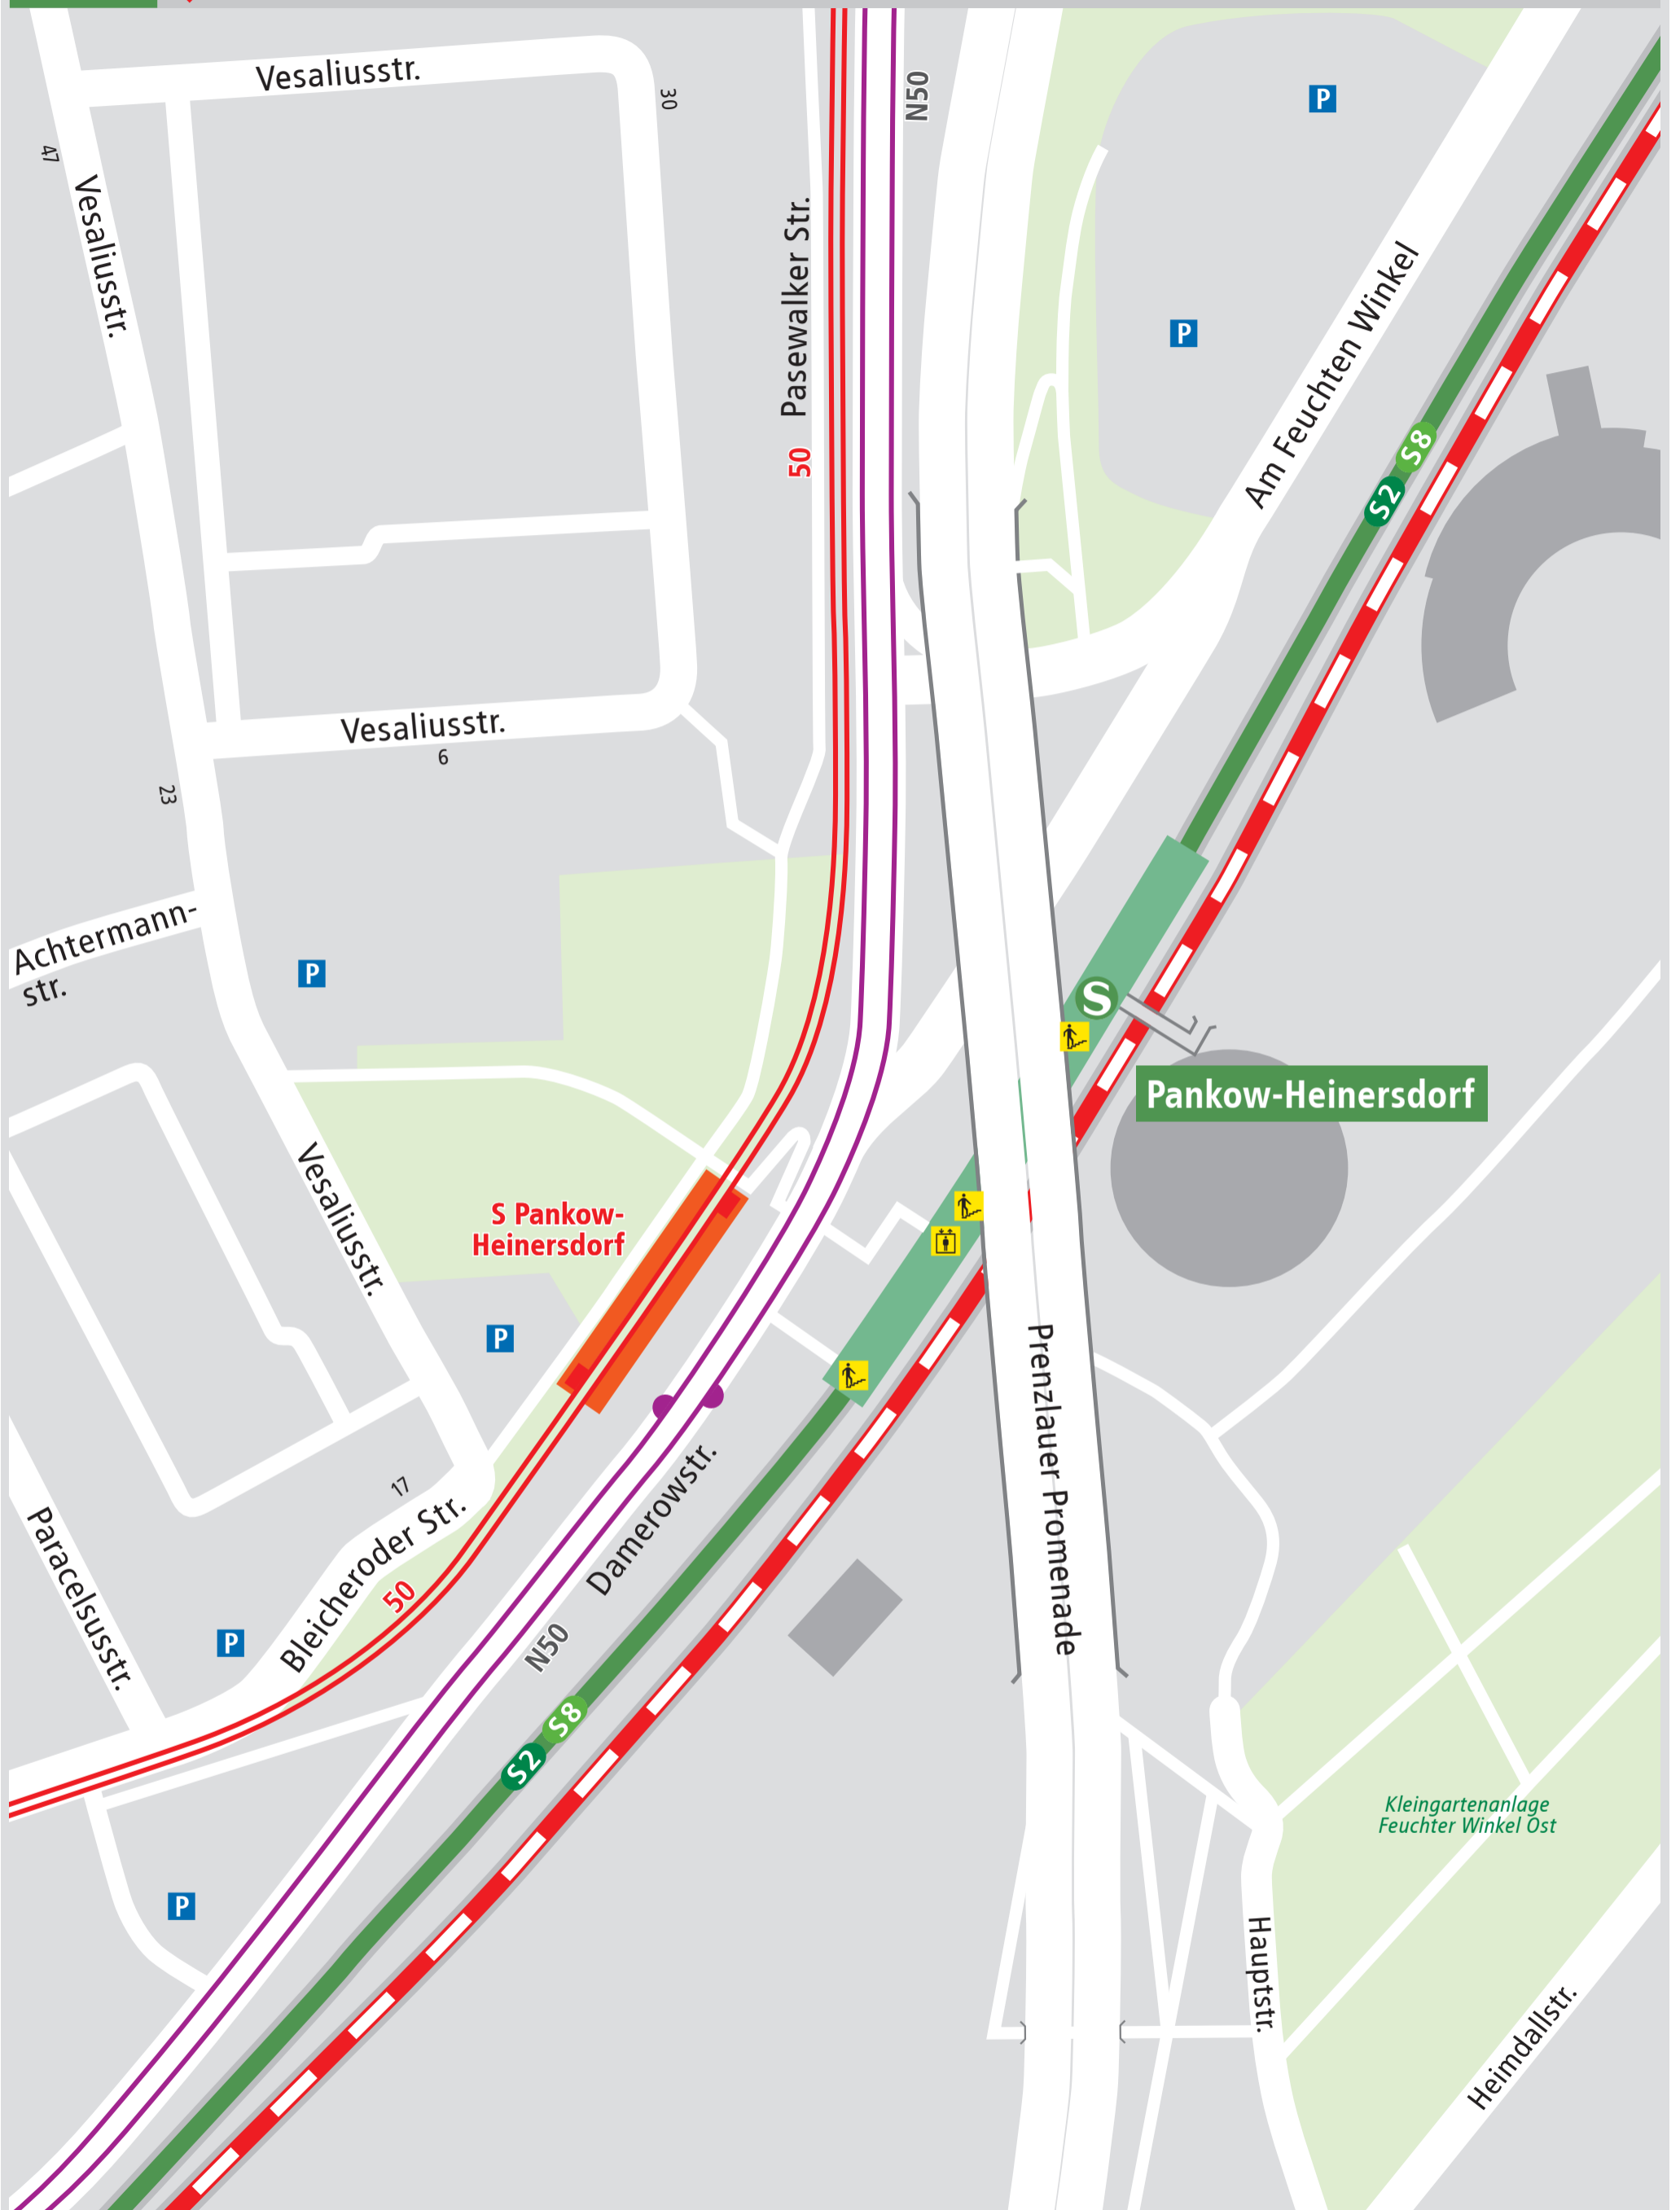 Vesaliusstr.
30
N50
P
47
Vesaliusstr.
Pasewalker Str.
50
P
Am Feuchten Winkel
S8
S2
Vesaliusstr.
6
23
Achtermann-
str.
P
S
Pankow-Heinersdorf
Vesaliusstr.
S Pankow-
Heinersdorf
P
Prenzlauer Promenade
17
Bleicheroder Str.
Damerowstr.
Paracelsusstr.
50
N50
P
S8
S2
Kleingartenanlage
Feuchter Winkel Ost
P
Hauptstr.
Heimdallstr.